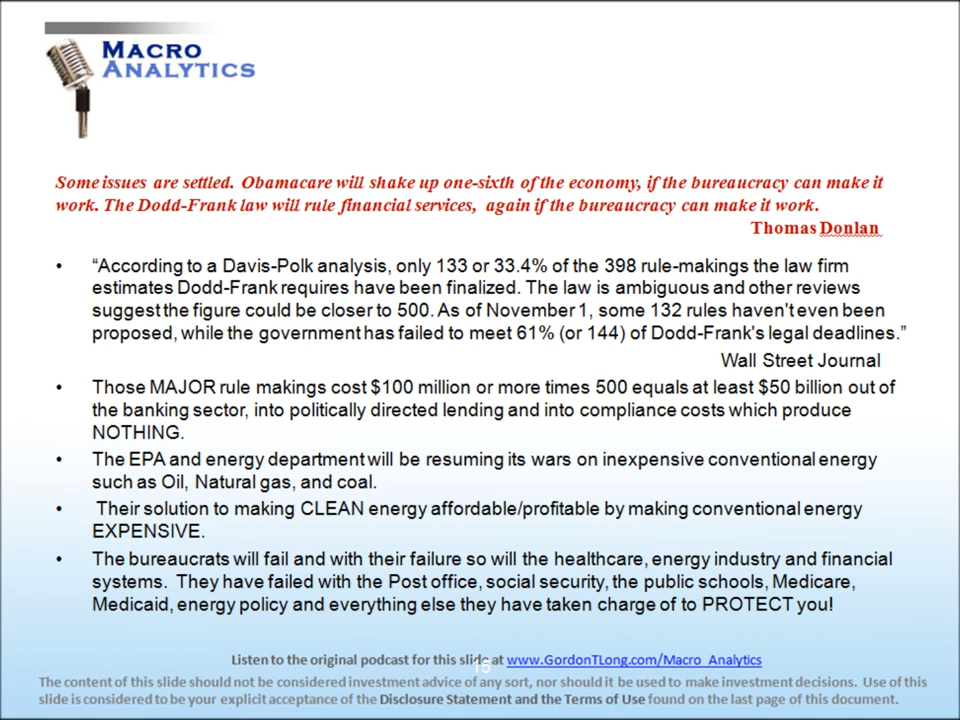 MACRO
ANALYTICS
Some issues are settled. Obamacare will shake up one-sixth of the economy, if the bureaucracy can make it
work. The Dodd-Frank law will rule financial services, again if the bureaucracy can make it work.
Thomas Donlan
• “According to a Davis-Polk analysis, only 133 or 33.4% of the 398 rule-makings the law firm
estimates Dodd-Frank requires have been finalized. The law is ambiguous and other reviews
suggest the figure could be closer to 500. As of November 1, some 132 rules haven't even been
proposed, while the government has failed to meet 61% (or 144) of Dodd-Frank's legal deadlines.”
Wall Street Journal
• Those MAJOR rule makings cost $100 million or more times 500 equals at least $50 billion out of
the banking sector, into politically directed lending and into compliance costs which produce
NOTHING.
• The EPA and energy department will be resuming its wars on inexpensive conventional energy
such as Oil, Natural gas, and coal.
• Their solution to making CLEAN energy affordable/profitable by making conventional energy
EXPENSIVE.
• The bureaucrats will fail and with their failure so will the healthcare, energy industry and financial
systems. They have failed with the Post office, social security, the public schools, Medicare,
Medicaid, energy policy and everything else they have taken charge of to PROTECT you!
Listen to the original podcast for this slide at www.GordonTLong.com/Macro_Analytics
15
The content of this slide should not be considered investment advice of any sort, nor should it be used to make investment decisions. Use of this
slide is considered to be your explicit acceptance of the Disclosure Statement and the Terms of Use found on the last page of this document.